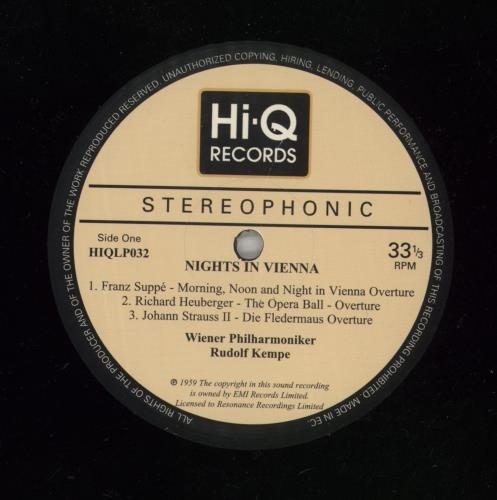 ALL RIGHTS OF THE PRODUCER AND OF THE OWNER OF THE WORK REPRODUCED RESERVED. UNAUTHORIZED COPYING, HIRING, LENDING, PUBLIC PERFORMANCE AND BROADCASTING OF THIS RECORDING PROHIBITED. MADE IN EC
Hi·Q
RECORDS
STEREOPHONIC
Side One
HIQLP032
33 1/3
RPM
NIGHTS IN VIENNA
1. Franz Suppé - Morning, Noon and Night in Vienna Overture
2. Richard Heuberger - The Opera Ball - Overture
3. Johann Strauss II - Die Fledermaus Overture
Wiener Philharmoniker
Rudolf Kempe
℗ 1959 The copyright in this sound recording
is owned by EMI Records Limited.
Licensed to Resonance Recordings Limited